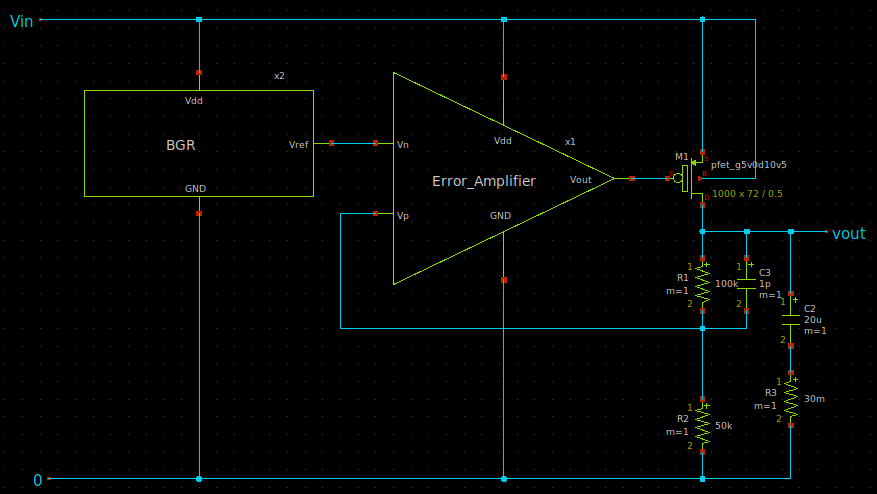 Vin
x2
Vdd
BGR
Vref
GND
x1
Vdd
Vn
Error_Amplifier
Vout
Vp
GND
M1
S
pfet_g5v0d10v5
B
D
1000 x 72 / 0.5
vout
1
R1
100k
m=1
2
1
C3
1p
m=1
2
1
C2
20u
m=1
2
1
R3
30m
m=1
2
1
R2
50k
m=1
2
0